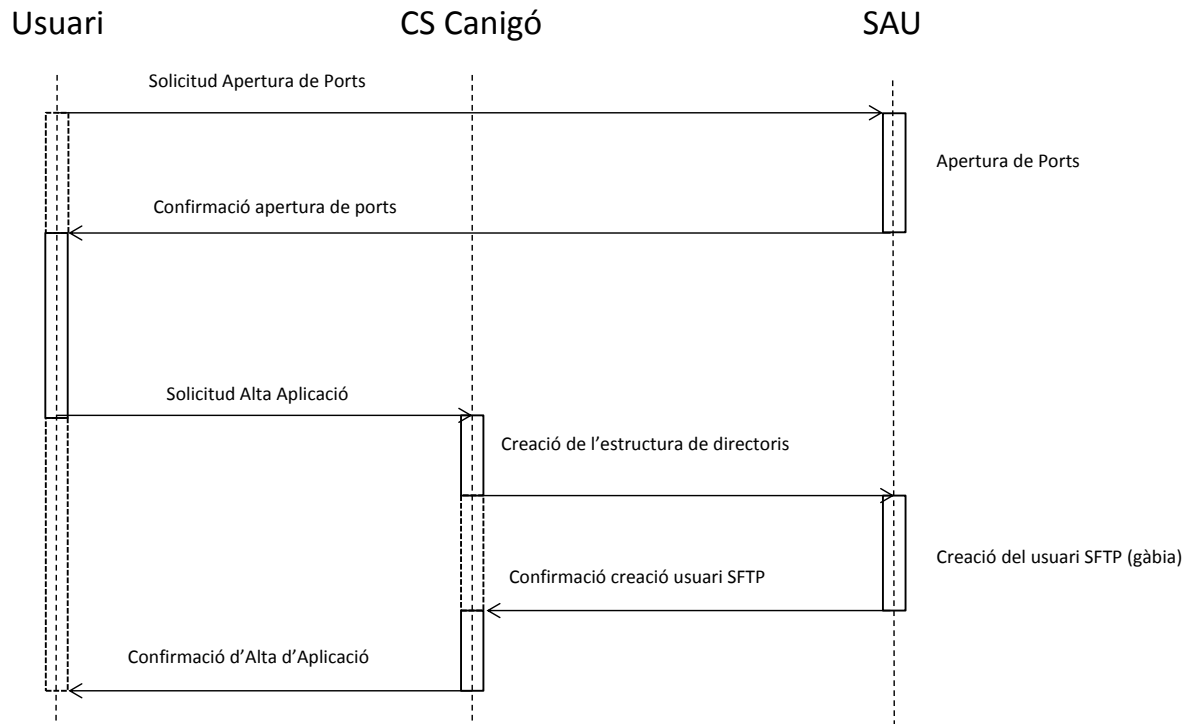 Usuari
CS Canigó
SAU
Solicitud Apertura de Ports
Apertura de Ports
Confirmació apertura de ports
Solicitud Alta Aplicació
Creació de l’estructura de directoris
Creació del usuari SFTP (gàbia)
Confirmació creació usuari SFTP
Confirmació d’Alta d’Aplicació